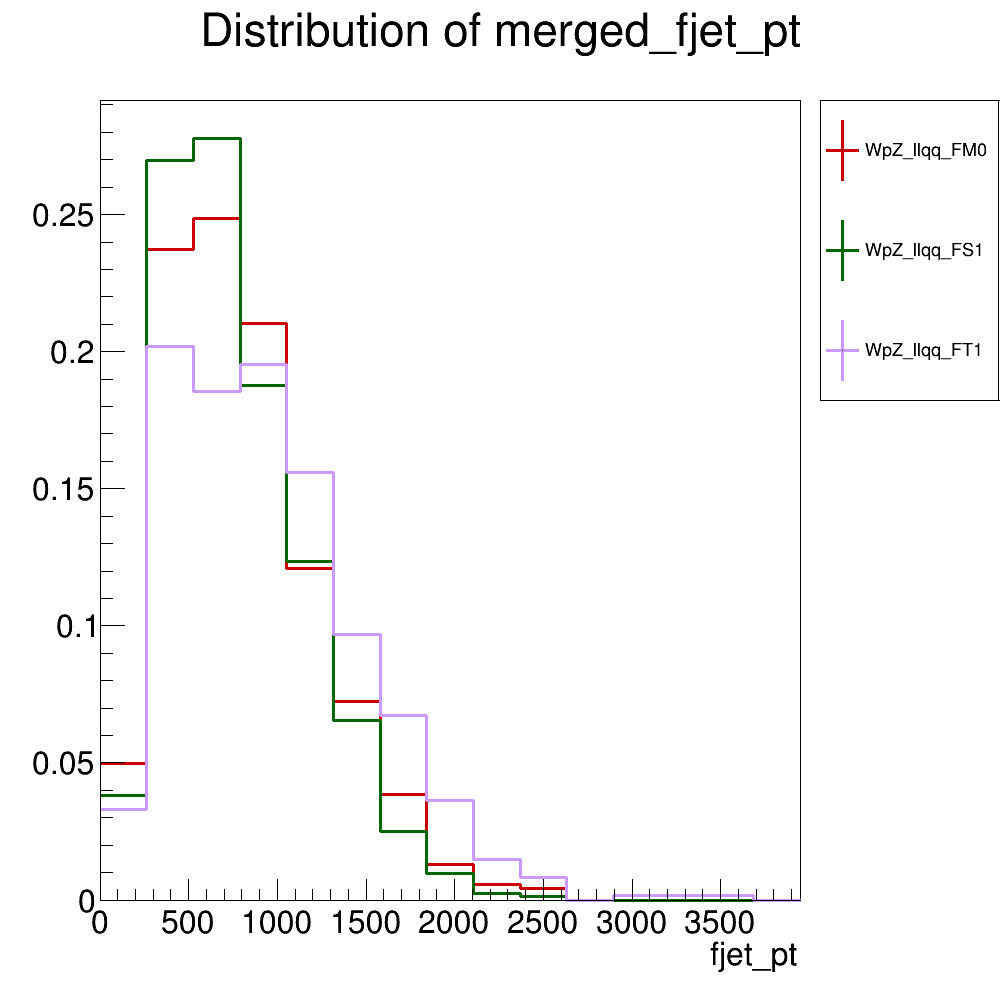 Distribution of merged_fjet_pt
WpZ_llqq_FM0
WpZ_llqq_FS1
WpZ_llqq_FT1
0.25
0.2
0.15
0.1
0.05
0
0 500 1000 1500 2000 2500 3000 3500
fjet_pt